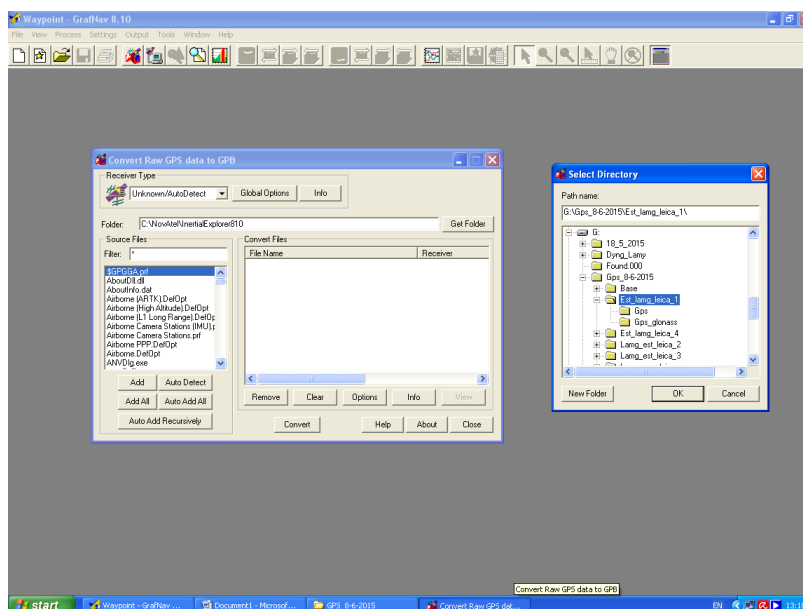 Waypoint - GrafNav 8.10
File View Process Settings Output Tools Window Help
Convert Raw GPS data to GPB
Receiver Type
Unknown/AutoDetect
Global Options
Info
Folder:
C:\NovAtel\InertialExplorer810
Get Folder
Source Files
Filter:
*
$GPGGA.prf
AboutDll.dll
AboutInfo.dat
Airborne (ARTK).DefOpt
Airborne (High Altitude).DefOpt
Airborne (L1 Long Range).DefOp
Airborne Camera Stations (IMU).p
Airborne Camera Stations.prf
Airborne PPP.DefOpt
Airborne.DefOpt
ANVDlg.exe
Add
Auto Detect
Add All
Auto Add All
Auto Add Recursively
Convert Files
File Name
Receiver
Remove
Clear
Options
Info
View
Convert
Help
About
Close
Select Directory
Path name:
G:\Gps_8-6-2015\Est_lamg_leica_1\
G:
18_5_2015
Dyng_Lamy
Found.000
Gps_8-6-2015
Base
Est_lamg_leica_1
Gps
Gps_glonass
Est_lamg_leica_4
Lamg_est_leica_2
Lamg_est_leica_3
New Folder
OK
Cancel
Convert Raw GPS data to GPB
start
Waypoint - GrafNav ...
Document1 - Microsof...
GPS 8-6-2015
Convert Raw GPS dat...
EN